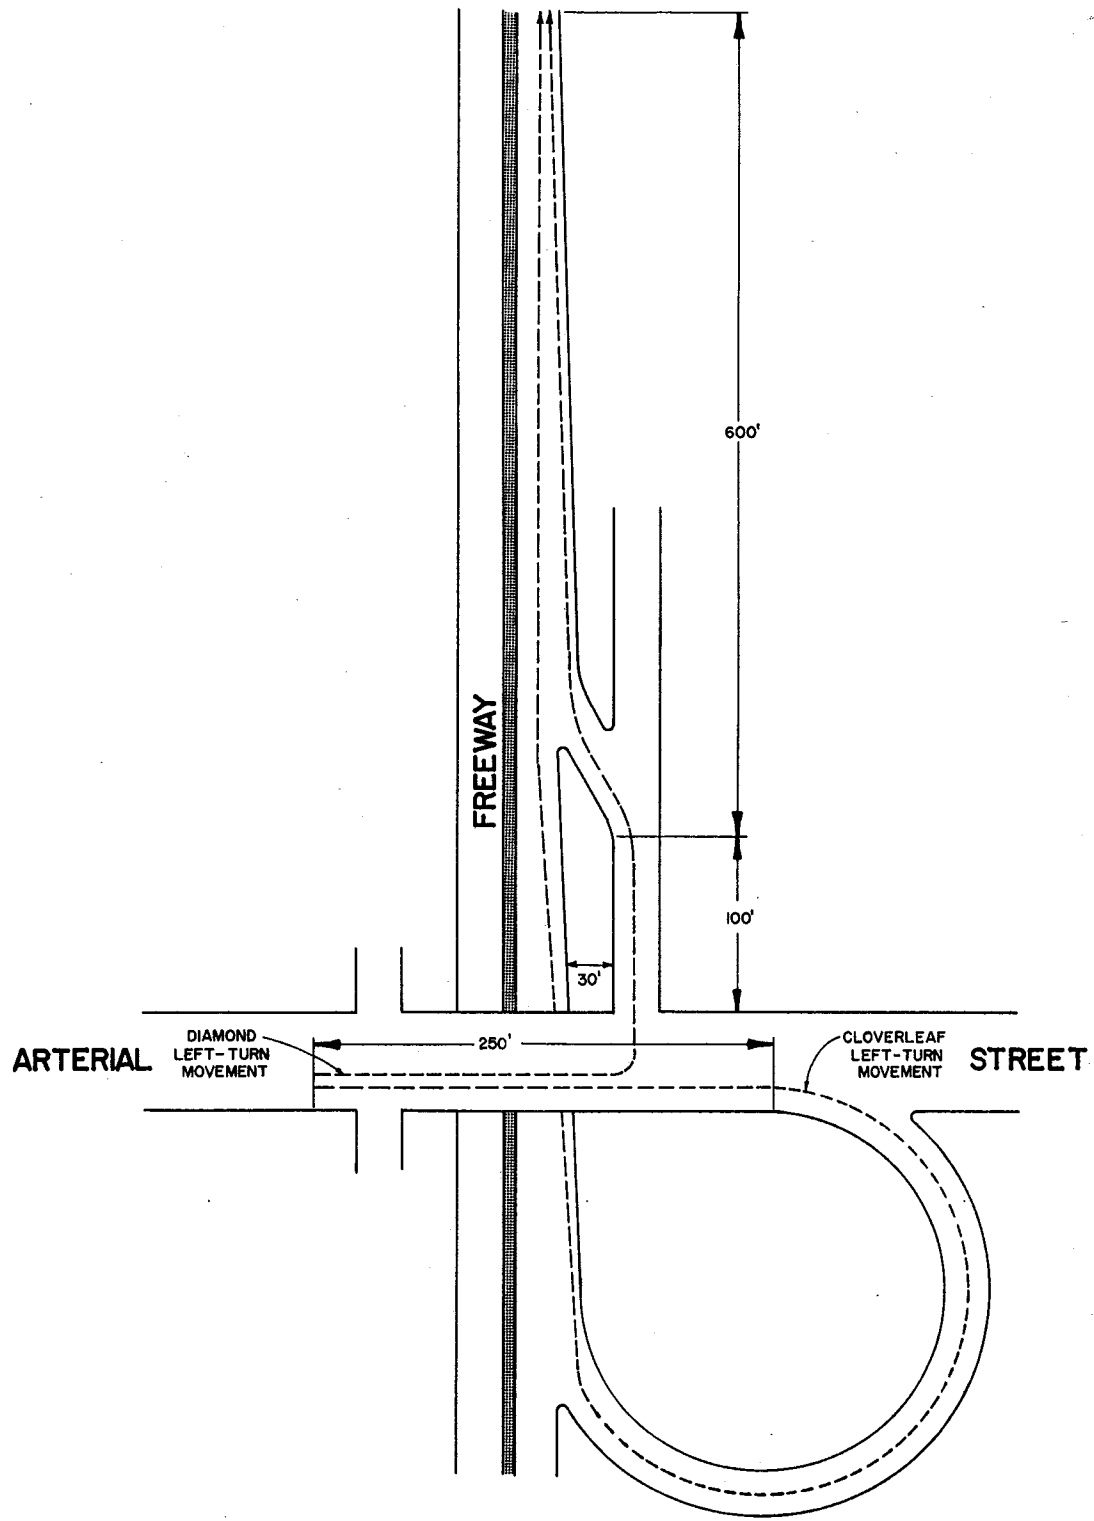 600'
FREEWAY
100'
30'
DIAMOND
LEFT-TURN
MOVEMENT
250'
CLOVERLEAF
LEFT-TURN
MOVEMENT
ARTERIAL
STREET